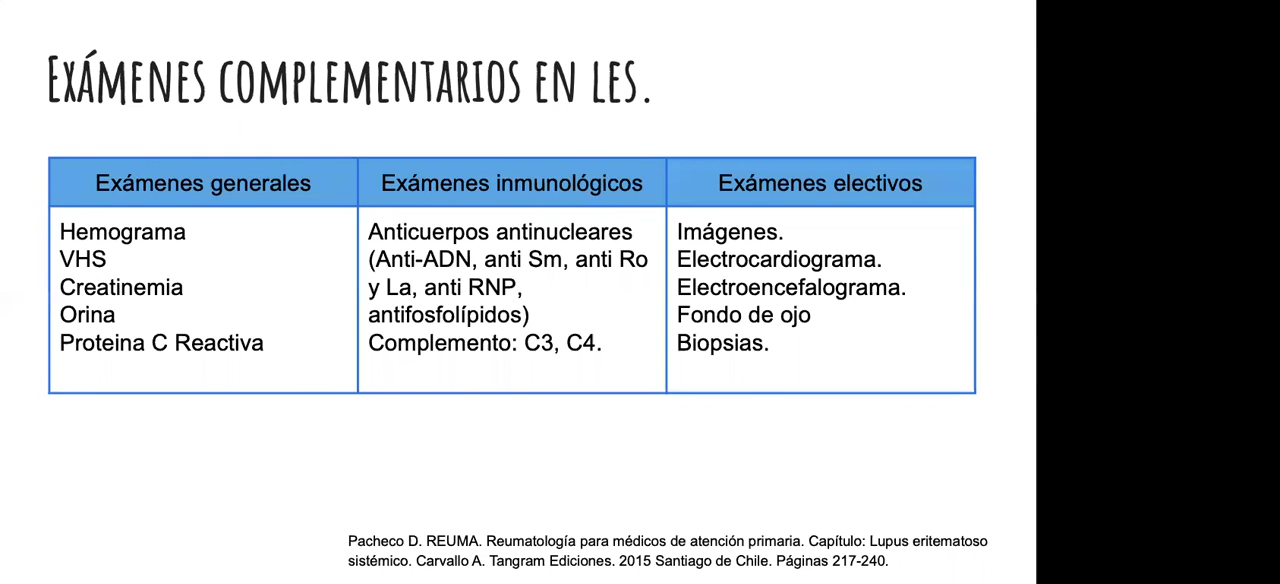 Exámenes complementarios en LES.
Exámenes generales
Hemograma
VHS
Creatinemia
Orina
Proteina C Reactiva
Exámenes inmunológicos
Anticuerpos antinucleares
(Anti-ADN, anti Sm, anti Ro
y La, anti RNP,
antifosfolípidos)
Complemento: C3, C4.
Exámenes electivos
Imágenes.
Electrocardiograma.
Electroencefalograma.
Fondo de ojo
Biopsias.
Pacheco D. REUMA. Reumatología para médicos de atención primaria. Capítulo: Lupus eritematoso
sistémico. Carvallo A. Tangram Ediciones. 2015 Santiago de Chile. Páginas 217-240.